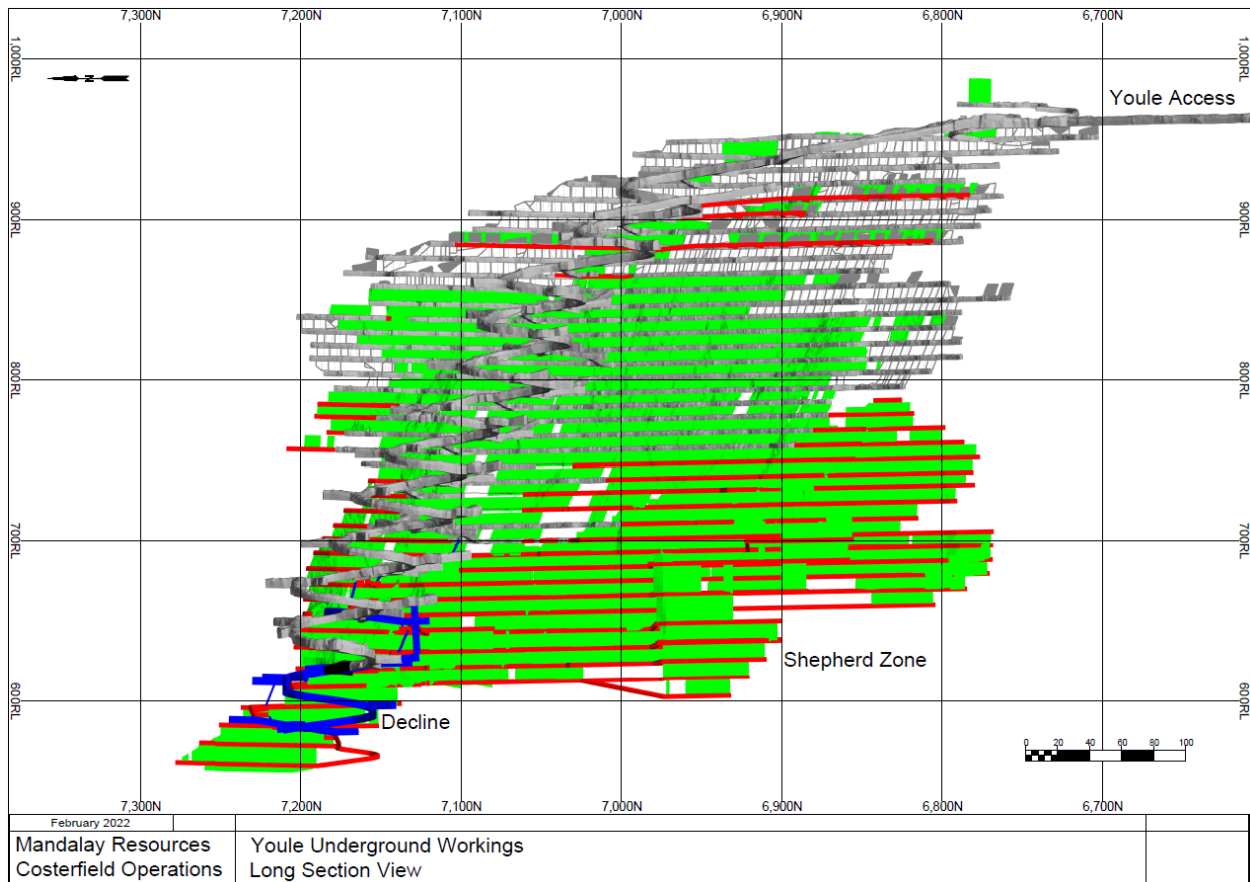 7,300N 7,200N 7,100N 7,000N 6,900N 6,800N 6,700N
1,000RL 1,000RL
N
Youle Access
900RL 900RL
800RL 800RL
700RL 700RL
Shepherd Zone
600RL 600RL
Decline
0 20 40 60 80 100
7,300N 7,200N 7,100N 7,000N 6,900N 6,800N 6,700N
February 2022
Mandalay Resources
Costerfield Operations
Youle Underground Workings
Long Section View